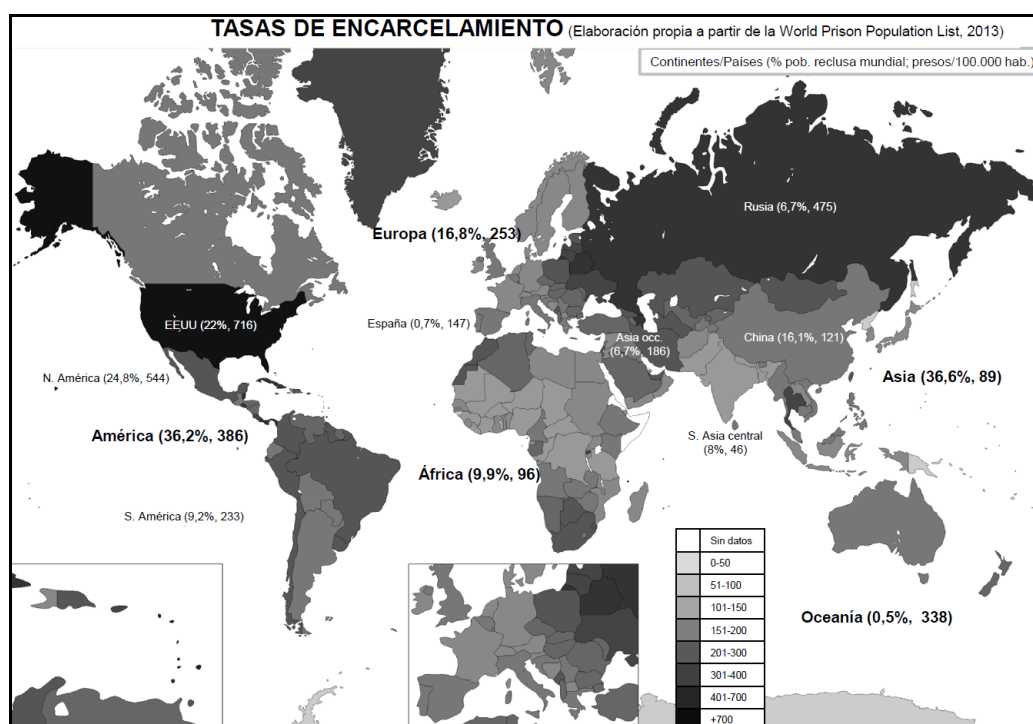 TASAS DE ENCARCELAMIENTO (Elaboración propia a partir de la World Prison Population List, 2013)
Continentes/Países (% pob. reclusa mundial; presos/100.000 hab.)
Rusia (6,7%, 475)
Europa (16,8%, 253)
EEUU (22%, 716)
España (0,7%, 147)
Asia occ.
(6,7%, 186)
China (16,1%, 121)
N. América (24,8%, 544)
Asia (36,6%, 89)
América (36,2%, 386)
S. Asia central
(8%, 46)
África (9,9%, 96)
S. América (9,2%, 233)
Sin datos
0-50
51-100
101-150
151-200
201-300
301-400
401-700
+700
Oceanía (0,5%, 338)